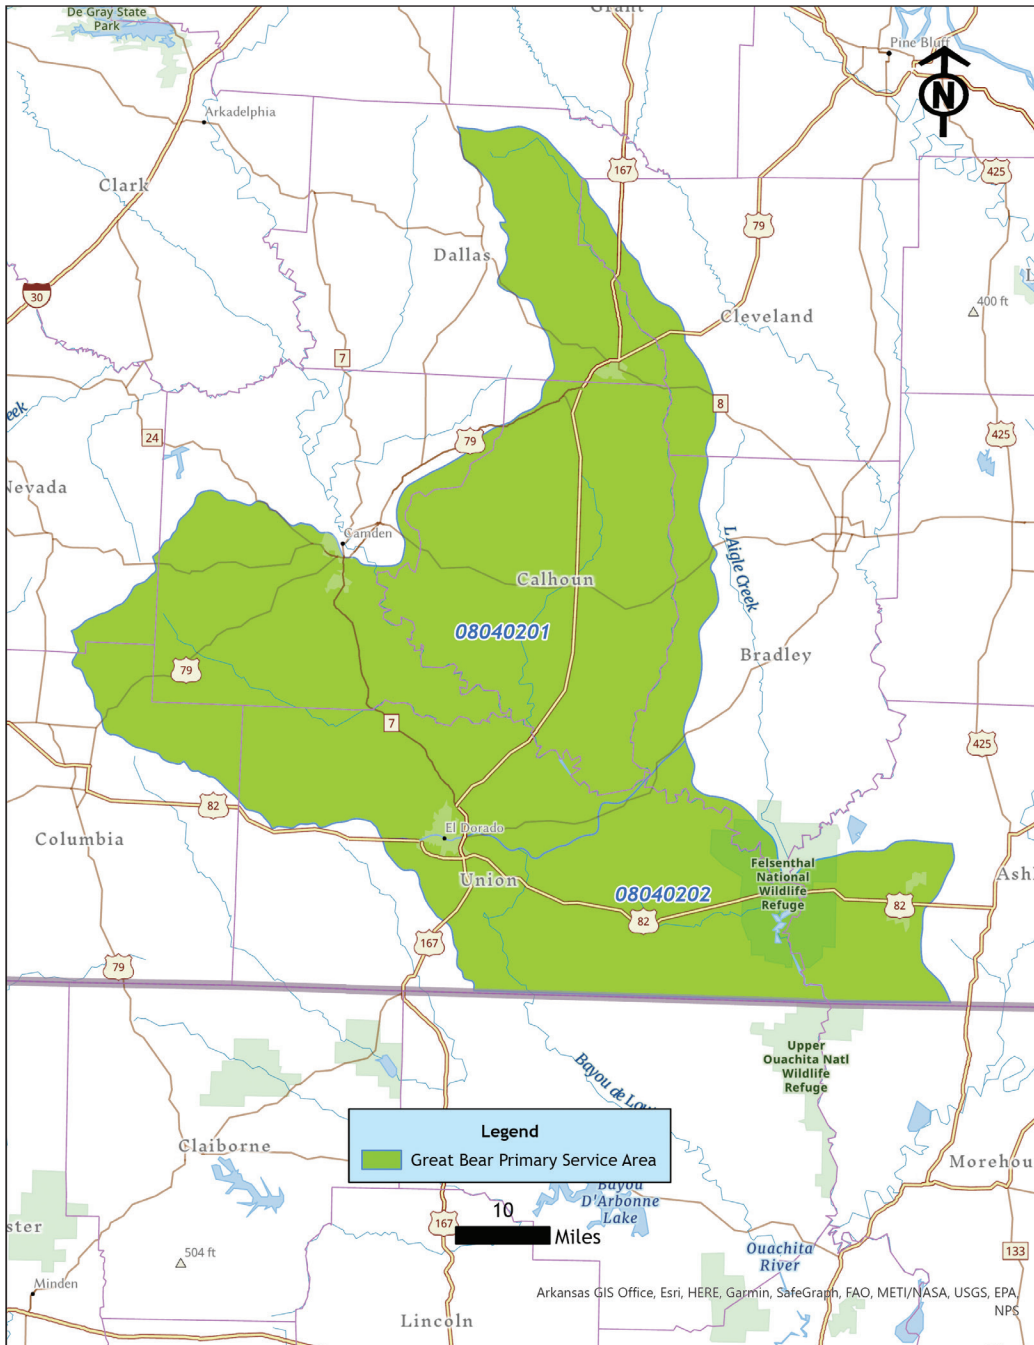 Grant
De Gray State
Park
Pine Bluff
N
Arkadelphia
167
425
Clark
79
Dallas
30
400 ft
Cleveland
7
8
24
79
425
Nevada
Camden
L Aigle Creek
Calhoun
08040201
Bradley
79
7
425
82
El Dorado
Columbia
Felsenthal
National
Wildlife
Refuge
Union
08040202
82
82
167
79
Upper
Ouachita Natl
Wildlife
Refuge
Bayou de
Legend
Great Bear Primary Service Area
Claiborne
Morehou
Bayou
D'Arbonne
Lake
10
Miles
167
ster
504 ft
Ouachita
River
133
Minden
Arkansas GIS Office, Esri, HERE, Garmin, SafeGraph, FAO, METI/NASA, USGS, EPA,
NPS
Lincoln